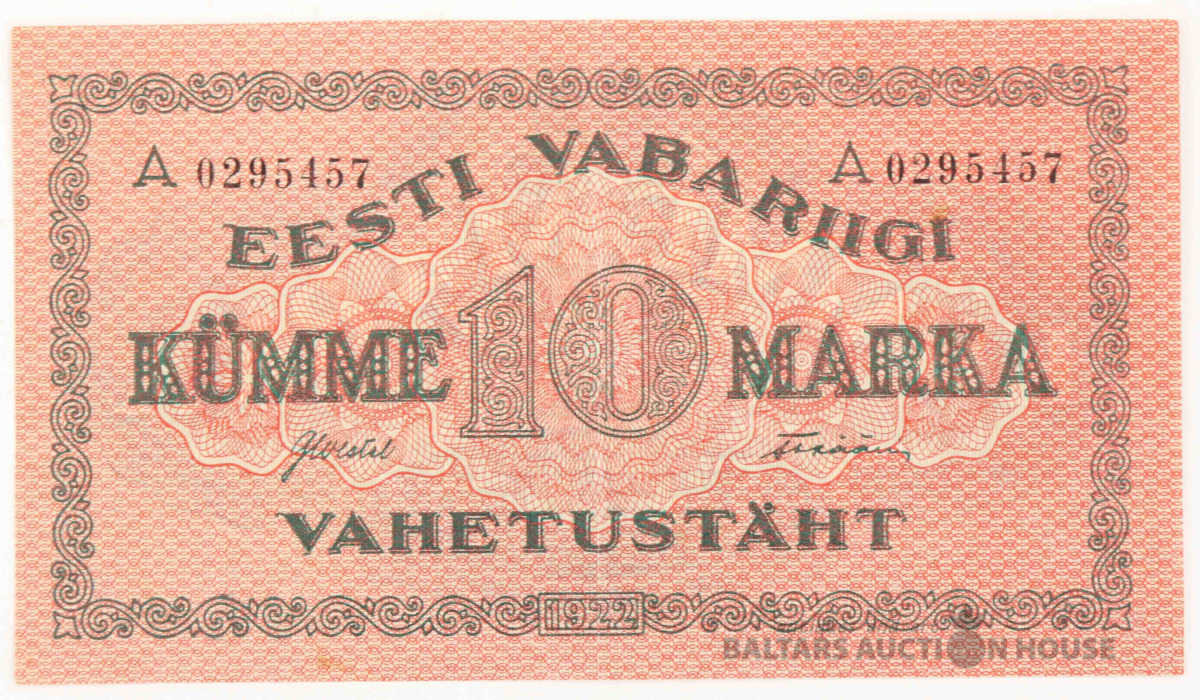 A 0295457 A 0295457
EESTI VABARIIGI
KÜMME 10 MARKA
VAHETUSTÄHT
1922
BALTARS AUCTION HOUSE